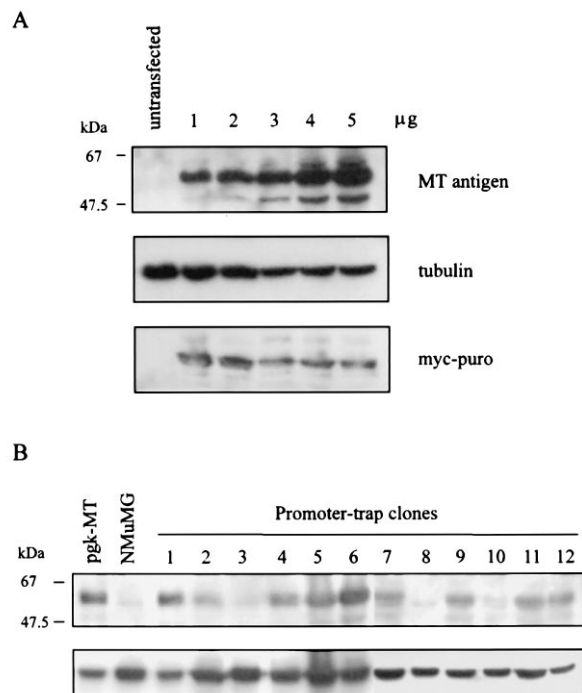 A
untransfected
1 2 3 4 5 µg
kDa
67
47.5
MT antigen
tubulin
myc-puro
B
pgk-MT
NMuMG
Promoter-trap clones
kDa
1 2 3 4 5 6 7 8 9 10 11 12
67
47.5